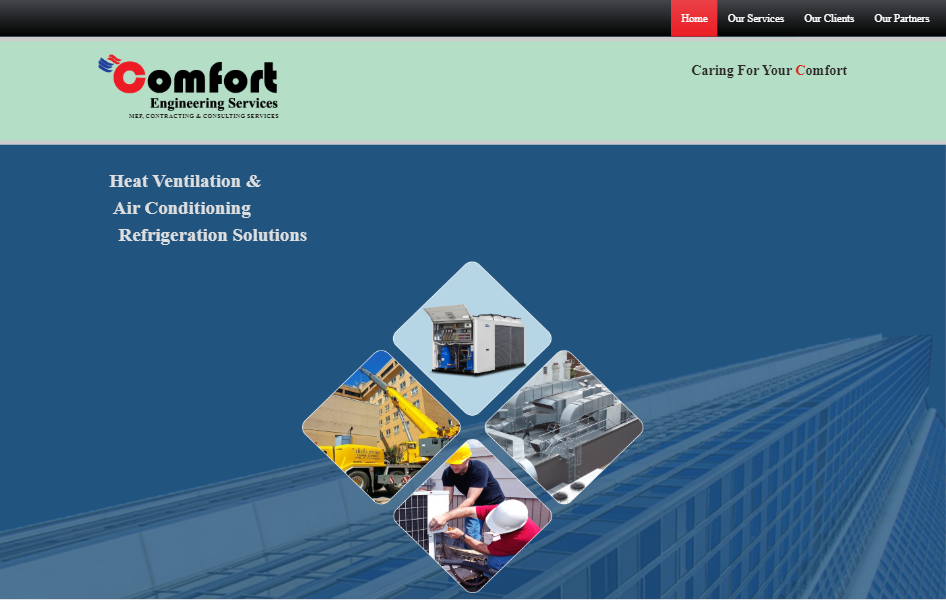 Home Our Services Our Clients Our Partners
Comfort
Engineering Services
MEP, CONTRACTING & CONSULTING SERVICES
Caring For Your Comfort
Heat Ventilation &
Air Conditioning
Refrigeration Solutions